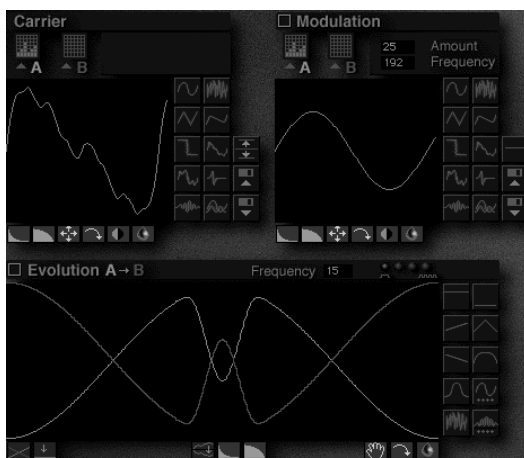 Carrier
A
B
Modulation
A
B
25 Amount
192 Frequency
Evolution A→B
Frequency 15